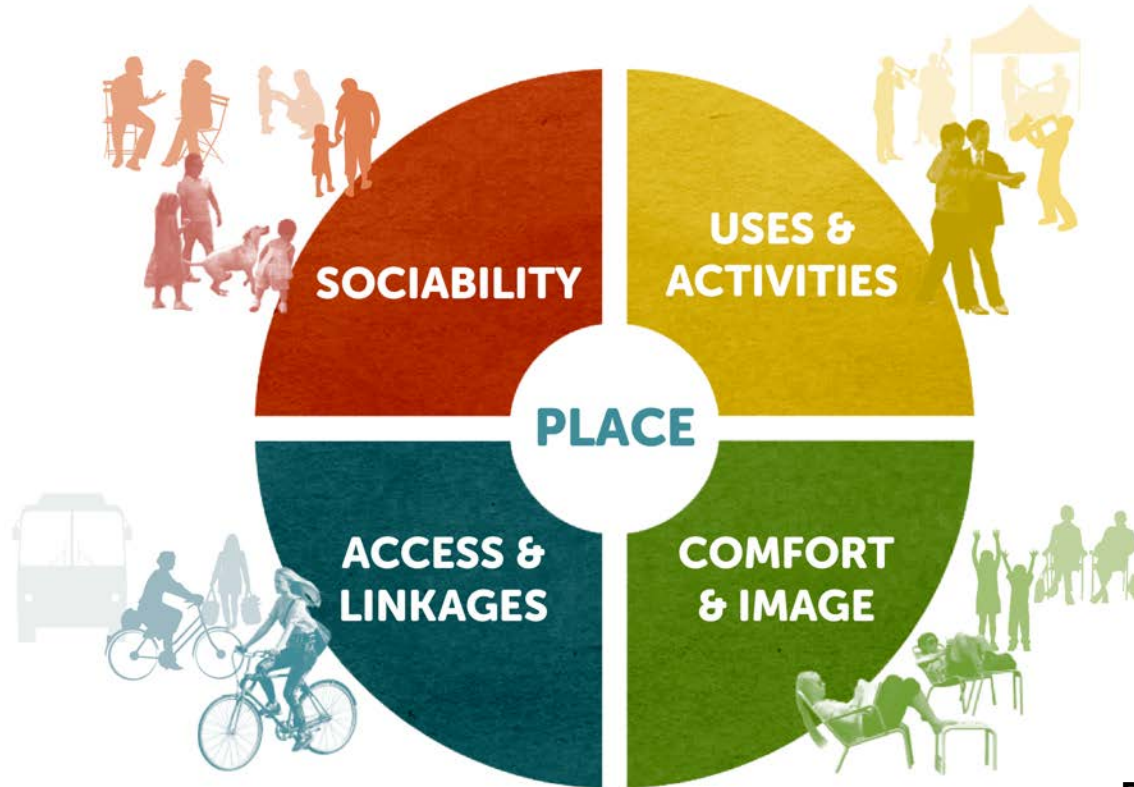 SOCIABILITY
USES &
ACTIVITIES
PLACE
ACCESS &
LINKAGES
COMFORT
& IMAGE